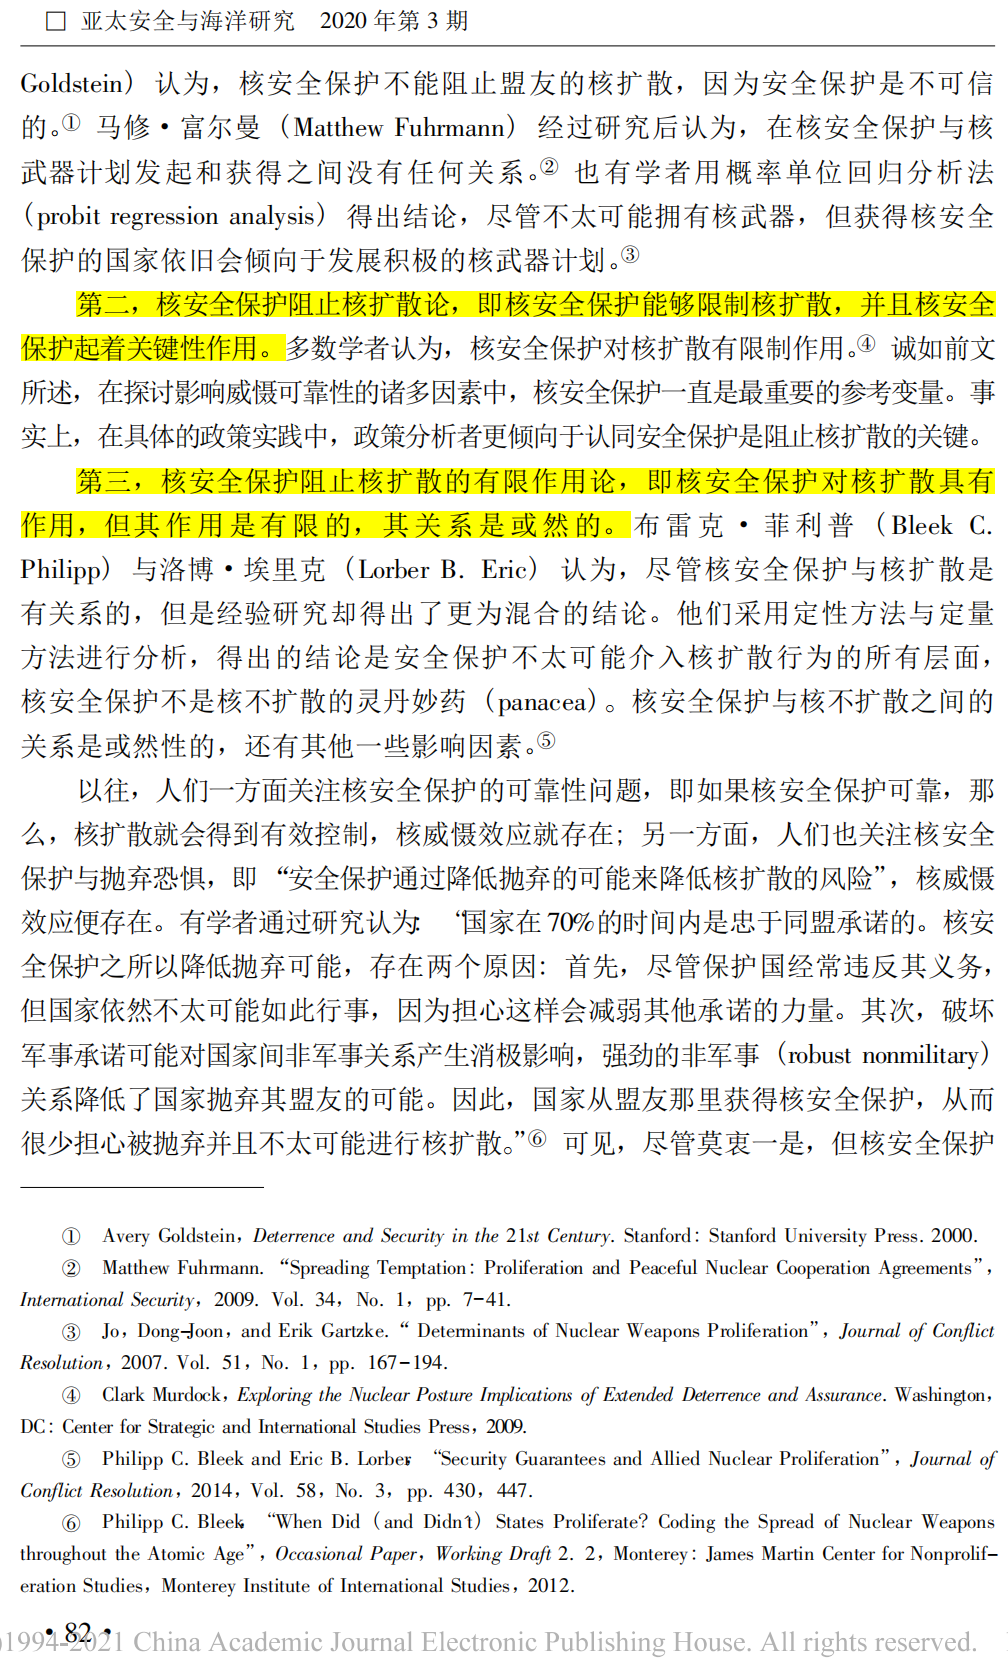 □ 亚太安全与海洋研究 2020 年第 3 期
Goldstein) 认为，核安全保护不能阻止盟友的核扩散，因为安全保护是不可信
的。① 马修·富尔曼 (Matthew Fuhrmann) 经过研究后认为，在核安全保护与核
武器计划发起和获得之间没有任何关系。② 也有学者用概率单位回归分析法
(probit regression analysis) 得出结论，尽管不太可能拥有核武器，但获得核安全
保护的国家依旧会倾向于发展积极的核武器计划。③
第二，核安全保护阻止核扩散论，即核安全保护能够限制核扩散，并且核安全
保护起着关键性作用。多数学者认为，核安全保护对核扩散有限制作用。④ 诚如前文
所述，在探讨影响威慑可靠性的诸多因素中，核安全保护一直是最重要的参考变量。事
实上，在具体的政策实践中，政策分析者更倾向于认同安全保护是阻止核扩散的关键。
第三，核安全保护阻止核扩散的有限作用论，即核安全保护对核扩散具有
作用，但其作用是有限的，其关系是或然的。布雷克·菲利普 (Bleek C.
Philipp) 与洛博·埃里克 (Lorber B. Eric) 认为，尽管核安全保护与核扩散是
有关系的，但是经验研究却得出了更为混合的结论。他们采用定性方法与定量
方法进行分析，得出的结论是安全保护不太可能介入核扩散行为的所有层面，
核安全保护不是核不扩散的灵丹妙药 (panacea)。核安全保护与核不扩散之间的
关系是或然性的，还有其他一些影响因素。⑤
以往，人们一方面关注核安全保护的可靠性问题，即如果核安全保护可靠，那
么，核扩散就会得到有效控制，核威慑效应就存在；另一方面，人们也关注核安全
保护与抛弃恐惧，即 “安全保护通过降低抛弃的可能来降低核扩散的风险”，核威慑
效应便存在。有学者通过研究认为： “国家在 70%的时间内是忠于同盟承诺的。核安
全保护之所以降低抛弃可能，存在两个原因：首先，尽管保护国经常违反其义务，
但国家依然不太可能如此行事，因为担心这样会减弱其他承诺的力量。其次，破坏
军事承诺可能对国家间非军事关系产生消极影响，强劲的非军事 (robust nonmilitary)
关系降低了国家抛弃其盟友的可能。因此，国家从盟友那里获得核安全保护，从而
很少担心被抛弃并且不太可能进行核扩散。”⑥ 可见，尽管莫衷一是，但核安全保护
① Avery Goldstein, Deterrence and Security in the 21st Century. Stanford: Stanford University Press. 2000.
② Matthew Fuhrmann. “Spreading Temptation: Proliferation and Peaceful Nuclear Cooperation Agreements”,
International Security, 2009. Vol. 34, No. 1, pp. 7-41.
③ Jo, Dong-Joon, and Erik Gartzke. “ Determinants of Nuclear Weapons Proliferation”, Journal of Conflict
Resolution, 2007. Vol. 51, No. 1, pp. 167-194.
④ Clark Murdock, Exploring the Nuclear Posture Implications of Extended Deterrence and Assurance. Washington,
DC: Center for Strategic and International Studies Press, 2009.
⑤ Philipp C. Bleek and Eric B. Lorber, “Security Guarantees and Allied Nuclear Proliferation”, Journal of
Conflict Resolution, 2014, Vol. 58, No. 3, pp. 430, 447.
⑥ Philipp C. Bleek, “When Did (and Didn't) States Proliferate? Coding the Spread of Nuclear Weapons
throughout the Atomic Age”, Occasional Paper, Working Draft 2. 2, Monterey: James Martin Center for Nonprolif-
eration Studies, Monterey Institute of International Studies, 2012.
· 82 ·
)1994-2021 China Academic Journal Electronic Publishing House. All rights reserved.